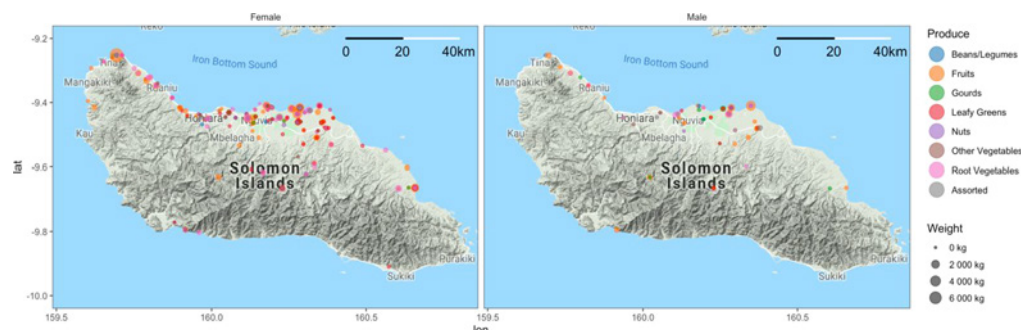 Female
Male
lat
-9.2
-9.4
-9.6
-9.8
-10.0
0 20 40km
Iron Bottom Sound
Tinas
Mangakiki
Ruaniu
Honiara
Nguvia
Mbelagha
Kau
Solomon
Islands
Purakiki
Sukiki
159.5 160.0 160.5
0 20 40km
Iron Bottom Sound
Tinas
Mangakiki
Ruaniu
Honiara
Nguvia
Mbelagha
Kau
Solomon
Islands
Purakiki
Sukiki
159.5 160.0 160.5
Produce
Beans/Legumes
Fruits
Gourds
Leafy Greens
Nuts
Other Vegetables
Root Vegetables
Assorted
Weight
0 kg
2 000 kg
4 000 kg
6 000 kg